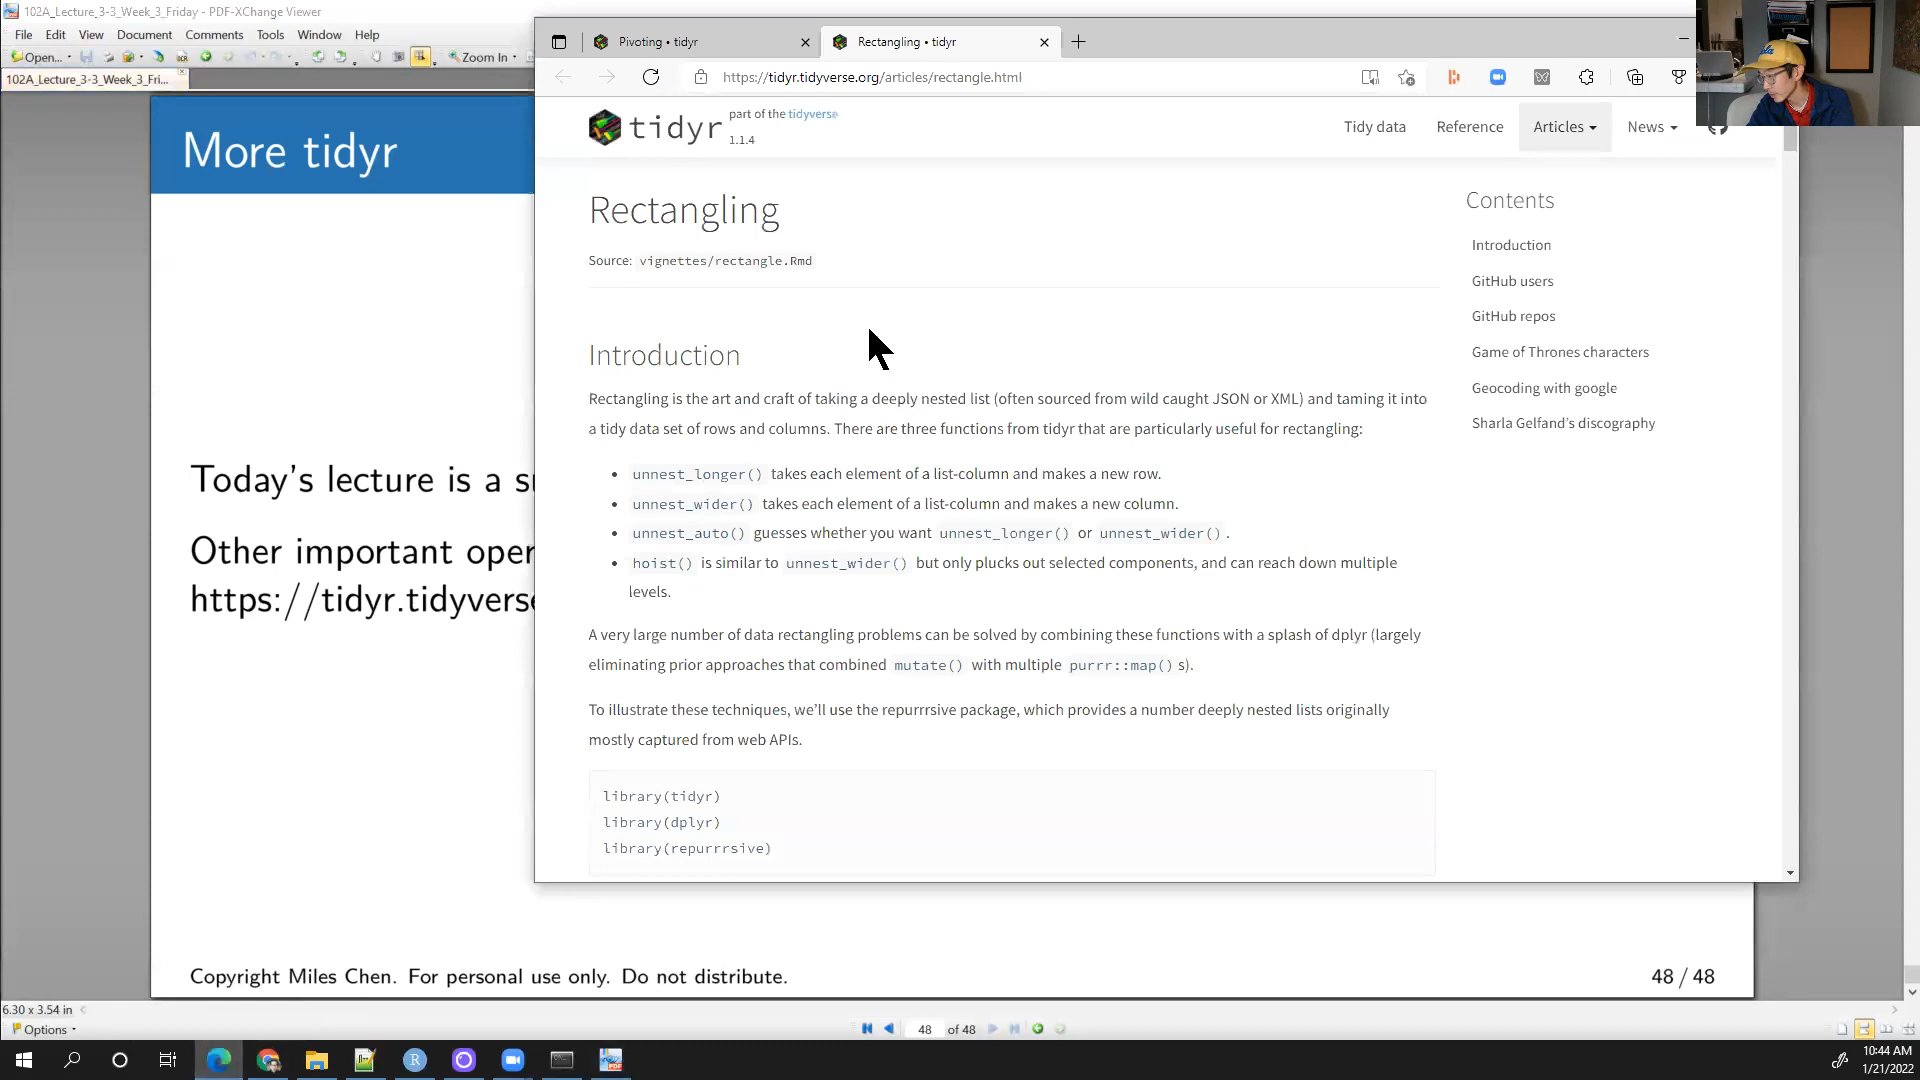 102A_Lecture_3-3_Week_3_Friday - PDF-XChange Viewer
File Edit View Document Comments Tools Window Help
Open... Zoom In
102A_Lecture_3-3_Week_3_Fri...
Pivoting • tidyr
Rectangling • tidyr
https://tidyr.tidyverse.org/articles/rectangle.html
tidyr
part of the tidyverse
1.1.4
Tidy data Reference Articles News
More tidyr
Today's lecture is a s
Other important oper
https://tidyr.tidyverse
Rectangling
Source: vignettes/rectangle.Rmd
Introduction
Rectangling is the art and craft of taking a deeply nested list (often sourced from wild caught JSON or XML) and taming it into
a tidy data set of rows and columns. There are three functions from tidyr that are particularly useful for rectangling:
• unnest_longer() takes each element of a list-column and makes a new row.
• unnest_wider() takes each element of a list-column and makes a new column.
• unnest_auto() guesses whether you want unnest_longer() or unnest_wider().
• hoist() is similar to unnest_wider() but only plucks out selected components, and can reach down multiple
levels.
A very large number of data rectangling problems can be solved by combining these functions with a splash of dplyr (largely
eliminating prior approaches that combined mutate() with multiple purrr::map()s).
To illustrate these techniques, we'll use the repurrrsive package, which provides a number deeply nested lists originally
mostly captured from web APIs.
library(tidyr)
library(dplyr)
library(repurrrsive)
Contents
Introduction
GitHub users
GitHub repos
Game of Thrones characters
Geocoding with google
Sharla Gelfand's discography
Copyright Miles Chen. For personal use only. Do not distribute.
48 / 48
6.30 x 3.54 in
Options
48 of 48
10:44 AM
1/21/2022